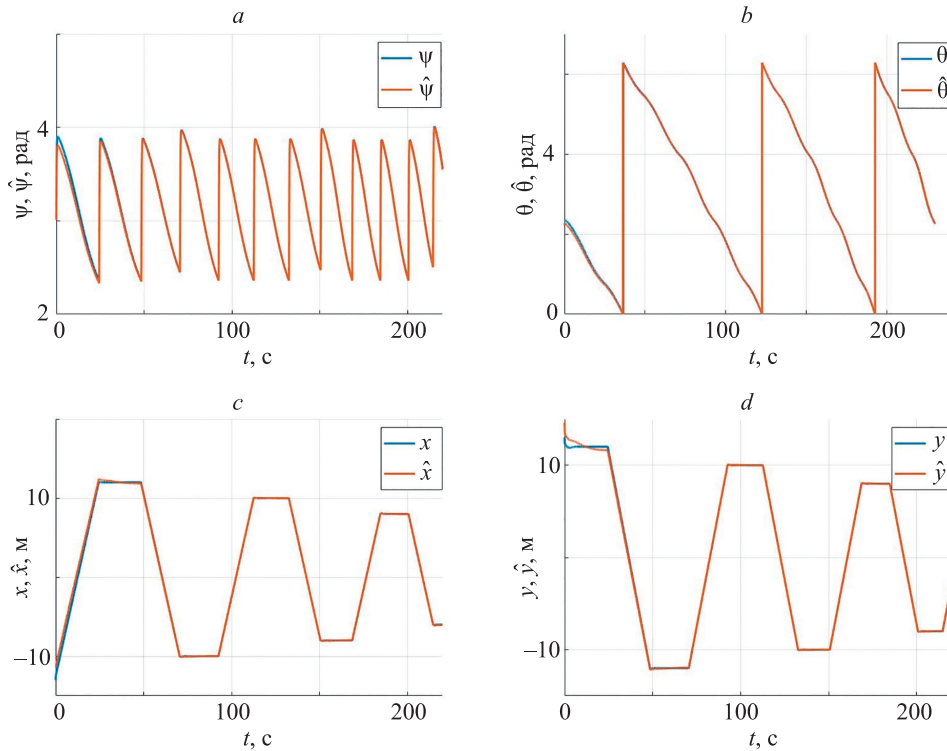 a
ψ
ψ̂
4
2
ψ, ψ̂, рад
0
100
200
t, с
b
θ
θ̂
4
0
θ, θ̂, рад
0
100
200
t, с
c
x
x̂
10
–10
x, x̂, м
0
100
200
t, с
d
y
ŷ
10
–10
y, ŷ, м
0
100
200
t, с